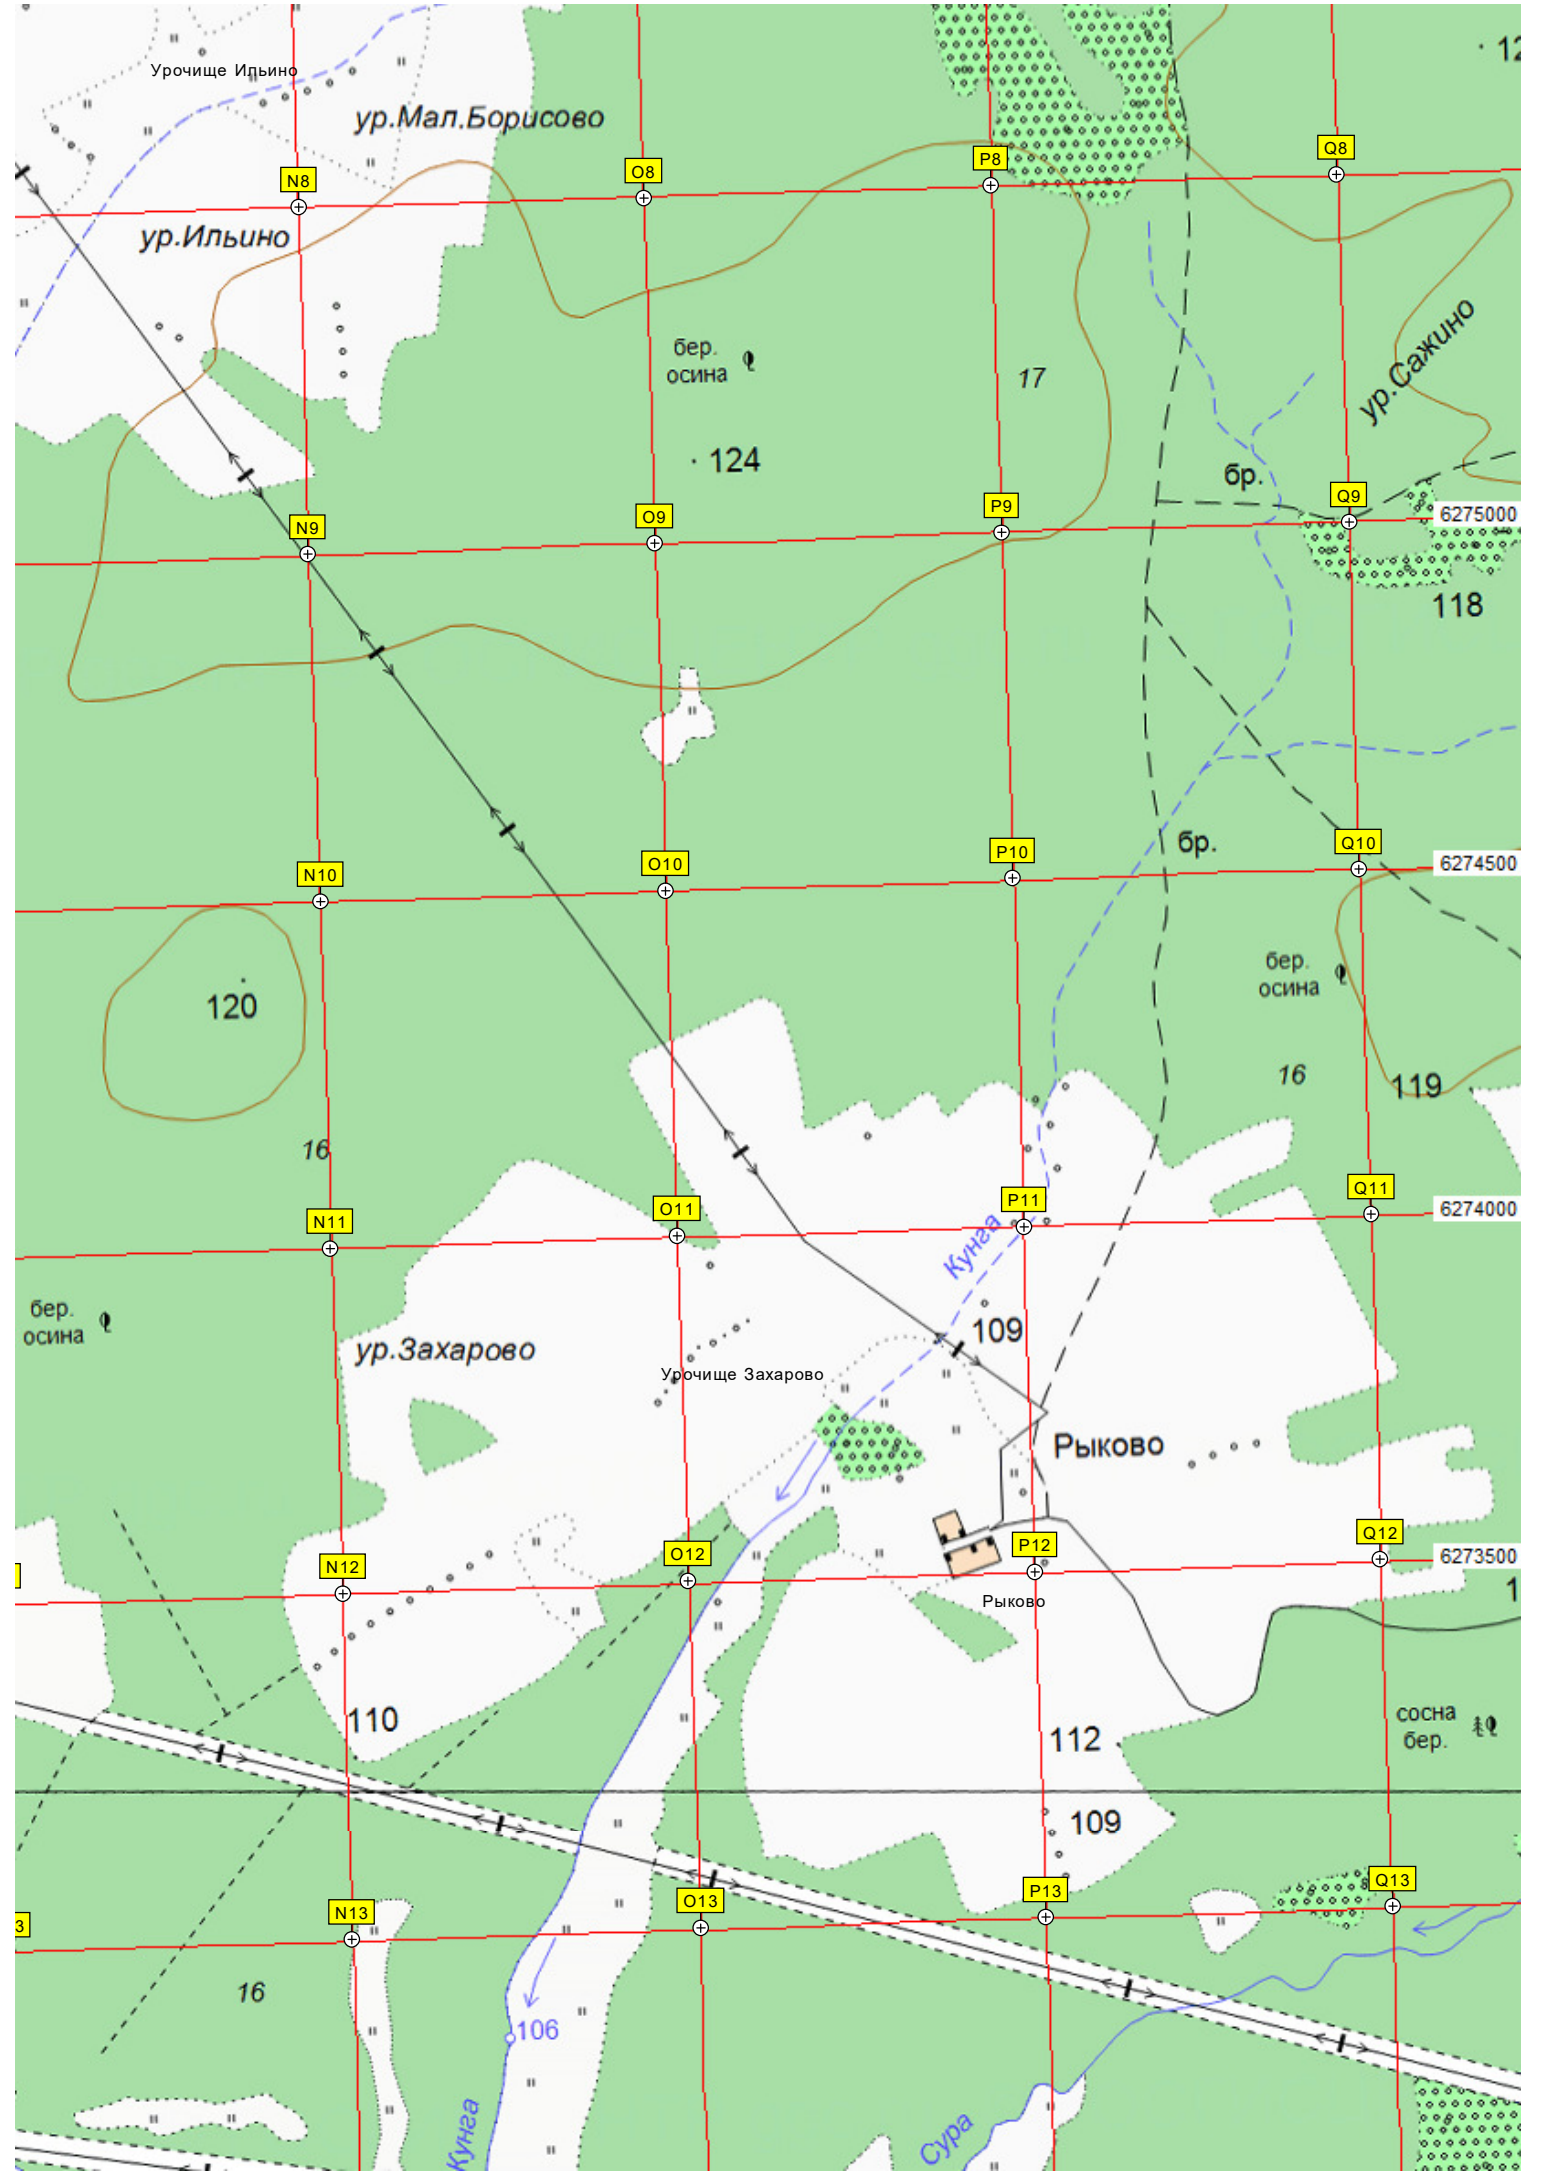 12
Урочище Ильино
ур.Мал.Борисово
Q8
P8
O8
N8
ур.Ильино
ур.Сажино
бер.
осина
17
124
бр.
Q9
P9
6275000
O9
N9
118
бр.
Q10
P10
6274500
O10
N10
бер.
осина
120
16
119
16
Q11
P11
O11
6274000
N11
Кунга
бер.
осина
109
ур.Захарово
Урочище Захарово
Рыково
Q12
P12
O12
6273500
N12
1
Рыково
110
сосна
бер.
112
109
Q13
P13
O13
N13
3
16
106
Кунга
Сура